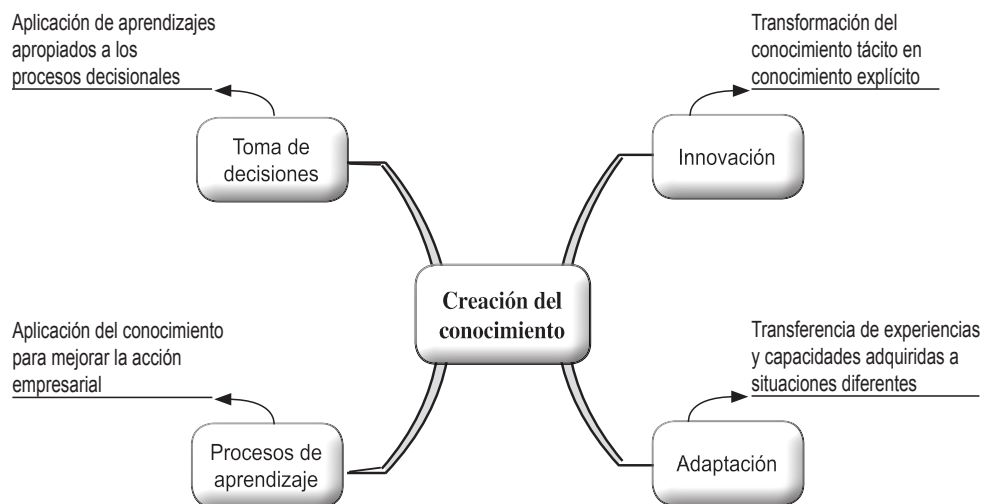 Aplicación de aprendizajes
apropiados a los
procesos decisionales
Toma de
decisiones
Transformación del
conocimiento tácito en
conocimiento explícito
Innovación
Creación del
conocimiento
Aplicación del conocimiento
para mejorar la acción
empresarial
Procesos de
aprendizaje
Transferencia de experiencias
y capacidades adquiridas a
situaciones diferentes
Adaptación